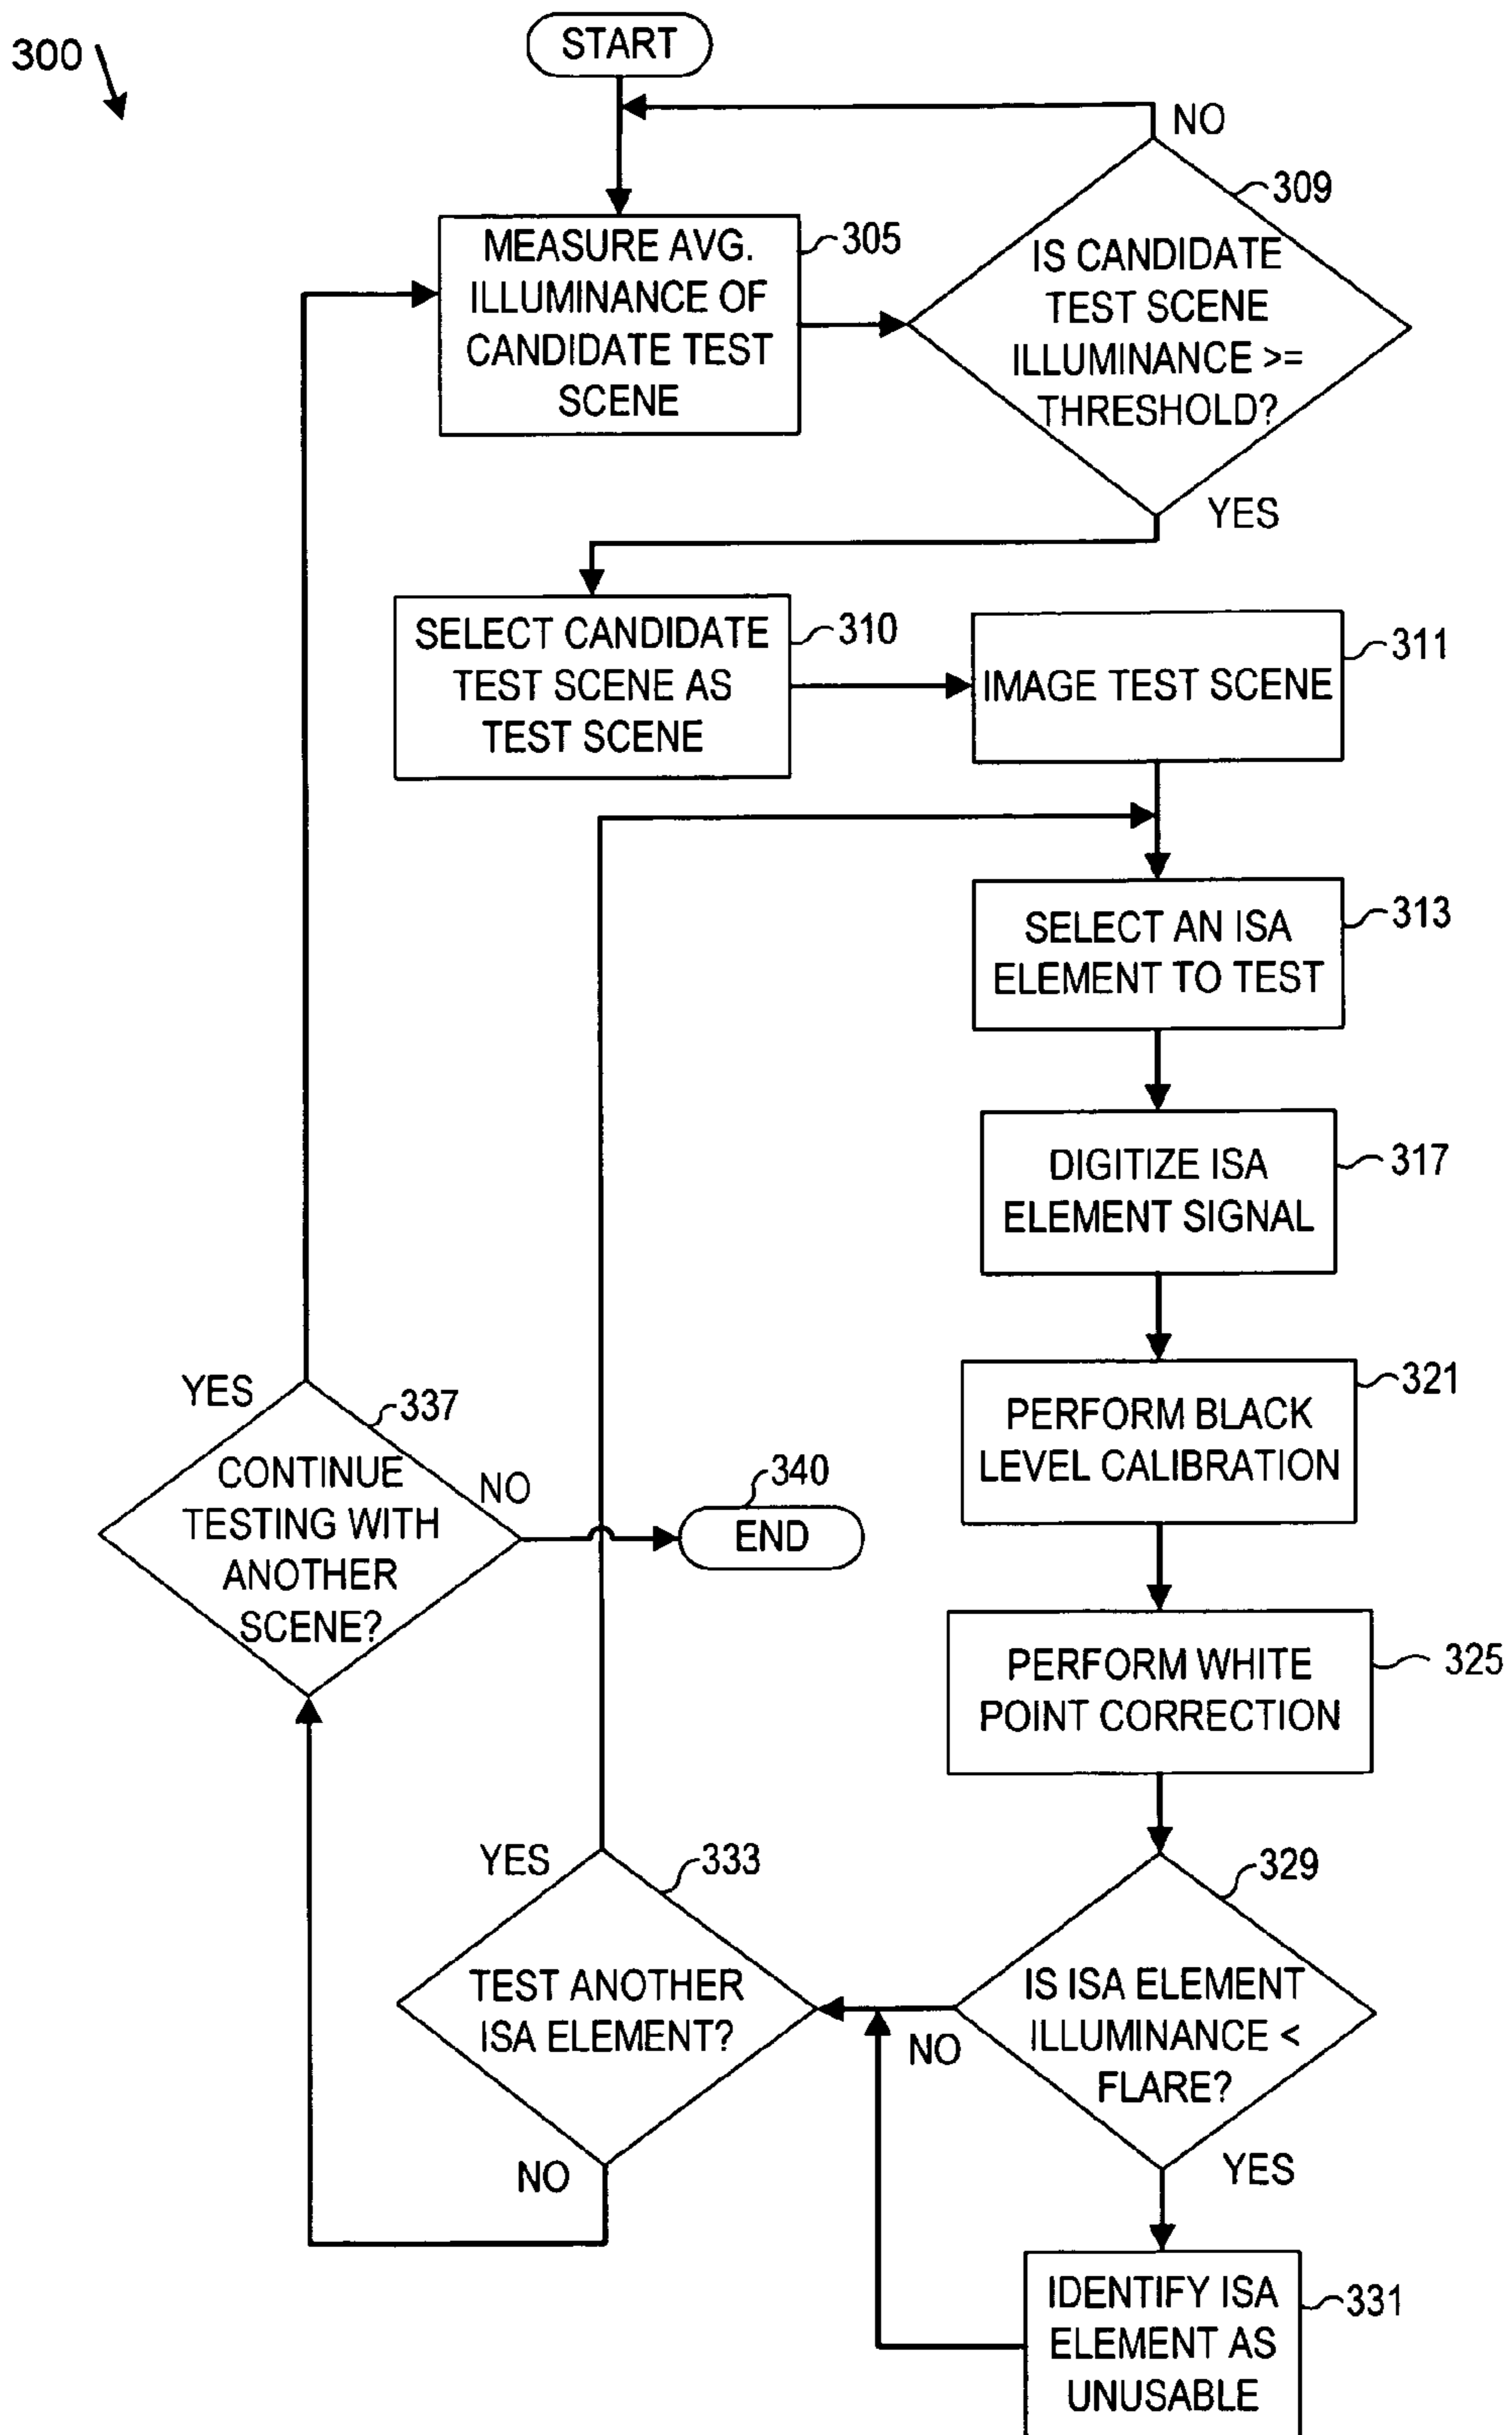 300
START
NO
309
MEASURE AVG.
ILLUMINANCE OF
CANDIDATE TEST
SCENE
305
IS CANDIDATE
TEST SCENE
ILLUMINANCE >=
THRESHOLD?
YES
SELECT CANDIDATE
TEST SCENE AS
TEST SCENE
310
IMAGE TEST SCENE
311
SELECT AN ISA
ELEMENT TO TEST
313
DIGITIZE ISA
ELEMENT SIGNAL
317
PERFORM BLACK
LEVEL CALIBRATION
321
YES
337
CONTINUE
TESTING WITH
ANOTHER
SCENE?
NO
340
END
PERFORM WHITE
POINT CORRECTION
325
YES
333
TEST ANOTHER
ISA ELEMENT?
NO
329
IS ISA ELEMENT
ILLUMINANCE <
FLARE?
NO
YES
IDENTIFY ISA
ELEMENT AS
UNUSABLE
331